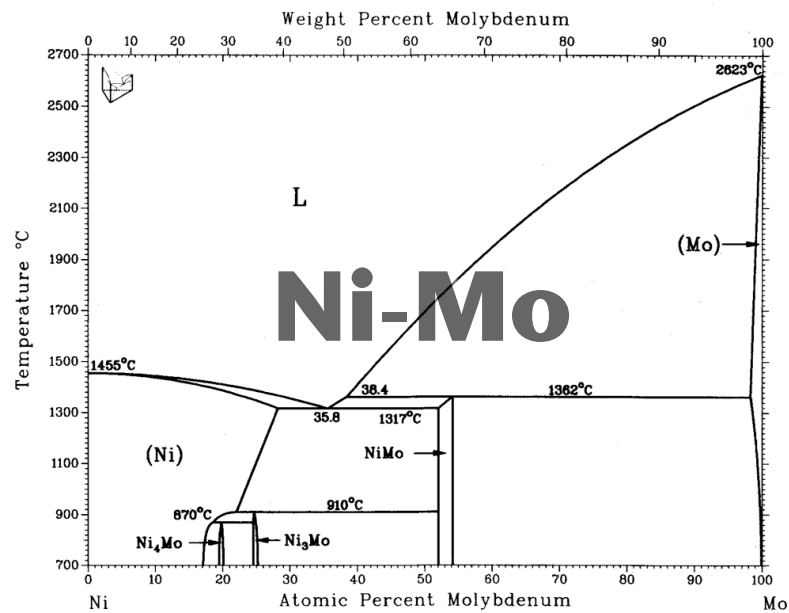 Weight Percent Molybdenum
0 10 20 30 40 50 60 70 80 90 100
2700
2500
2300
2100
1900
1700
1500
1300
1100
900
700
Temperature °C
2623°C
L
(Mo)
Ni-Mo
1455°C
38.4
1362°C
35.8
1317°C
(Ni)
NiMo
910°C
870°C
Ni₄Mo
Ni₃Mo
0 10 20 30 40 50 60 70 80 90 100
Ni
Atomic Percent Molybdenum
Mo